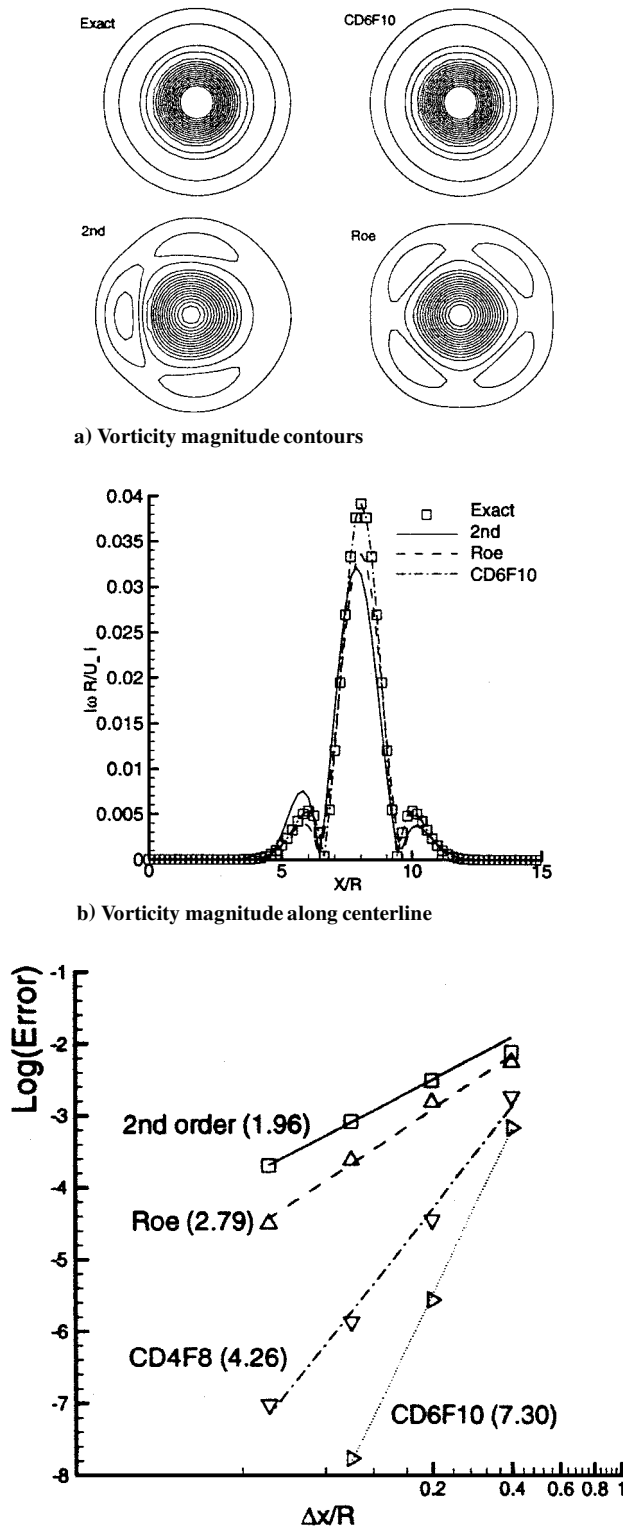 Exact
CD6F10
2nd
Roe
a) Vorticity magnitude contours
0.04
0.035
0.03
0.025
0.02
0.015
0.01
0.005
0
|ω R/U∞|
Exact
2nd
Roe
CD6F10
0
5
10
15
X/R
b) Vorticity magnitude along centerline
Log(Error)
-1
-2
-3
-4
-5
-6
-7
-8
2nd order (1.96)
Roe (2.79)
CD4F8 (4.26)
CD6F10 (7.30)
0.2
0.4
0.6
0.8
1
Δx/R